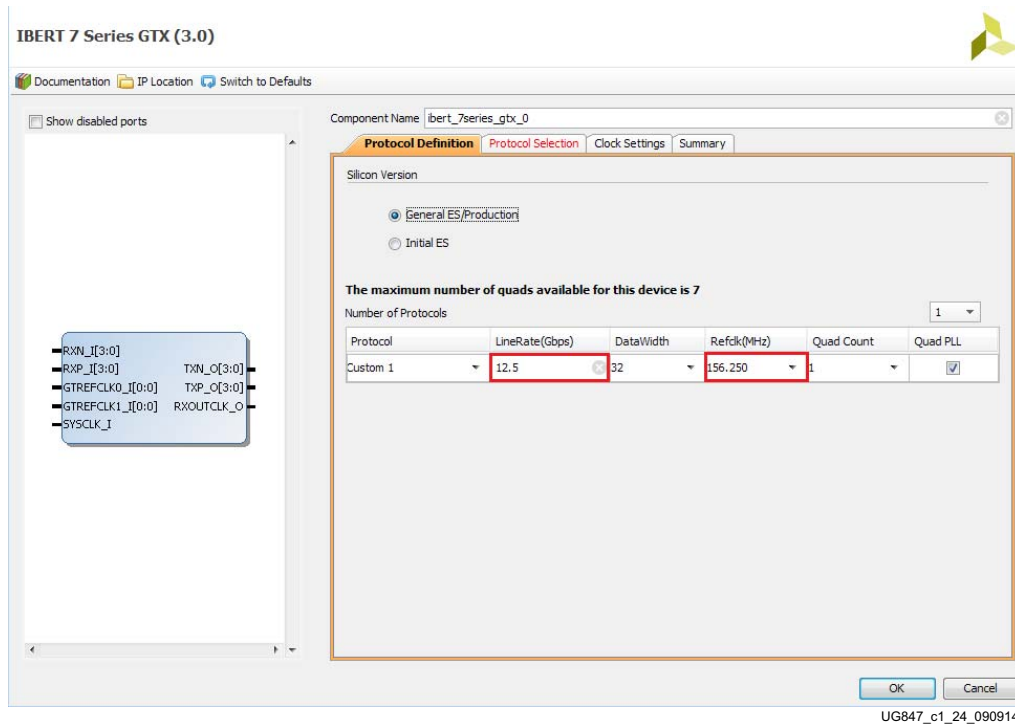 IBERT 7 Series GTX (3.0)
Documentation IP Location Switch to Defaults
Show disabled ports
Component Name ibert_7series_gtx_0
Protocol Definition Protocol Selection Clock Settings Summary
Silicon Version
General ES/Production
Initial ES
The maximum number of quads available for this device is 7
Number of Protocols 1
Protocol LineRate(Gbps) DataWidth Refclk(MHz) Quad Count Quad PLL
Custom 1 12.5 32 156.250 1
RXN_I[3:0]
RXP_I[3:0] TXN_O[3:0]
GTREFCLK0_I[0:0] TXP_O[3:0]
GTREFCLK1_I[0:0] RXOUTCLK_O
SYSCLK_I
OK Cancel
UG847_c1_24_090914